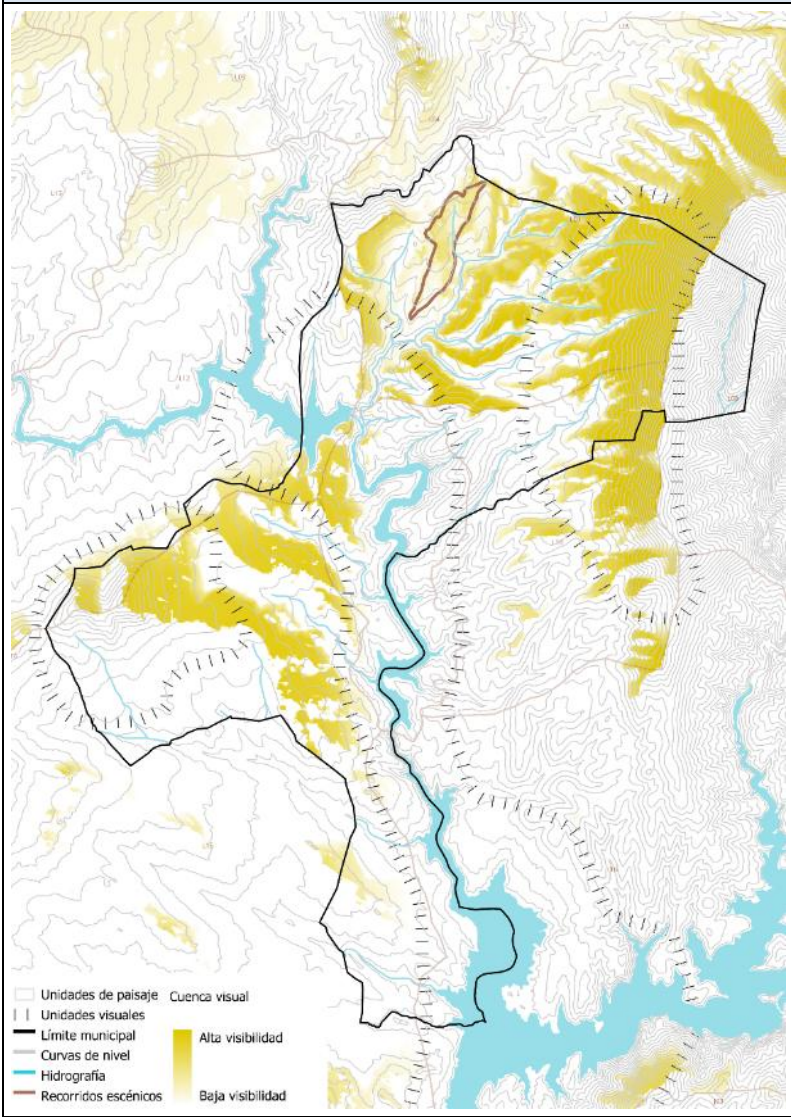 Unidades de paisaje
Unidades visuales
Límite municipal
Curvas de nivel
Hidrografía
Recorridos escénicos
Cuenca visual
Alta visibilidad
Baja visibilidad